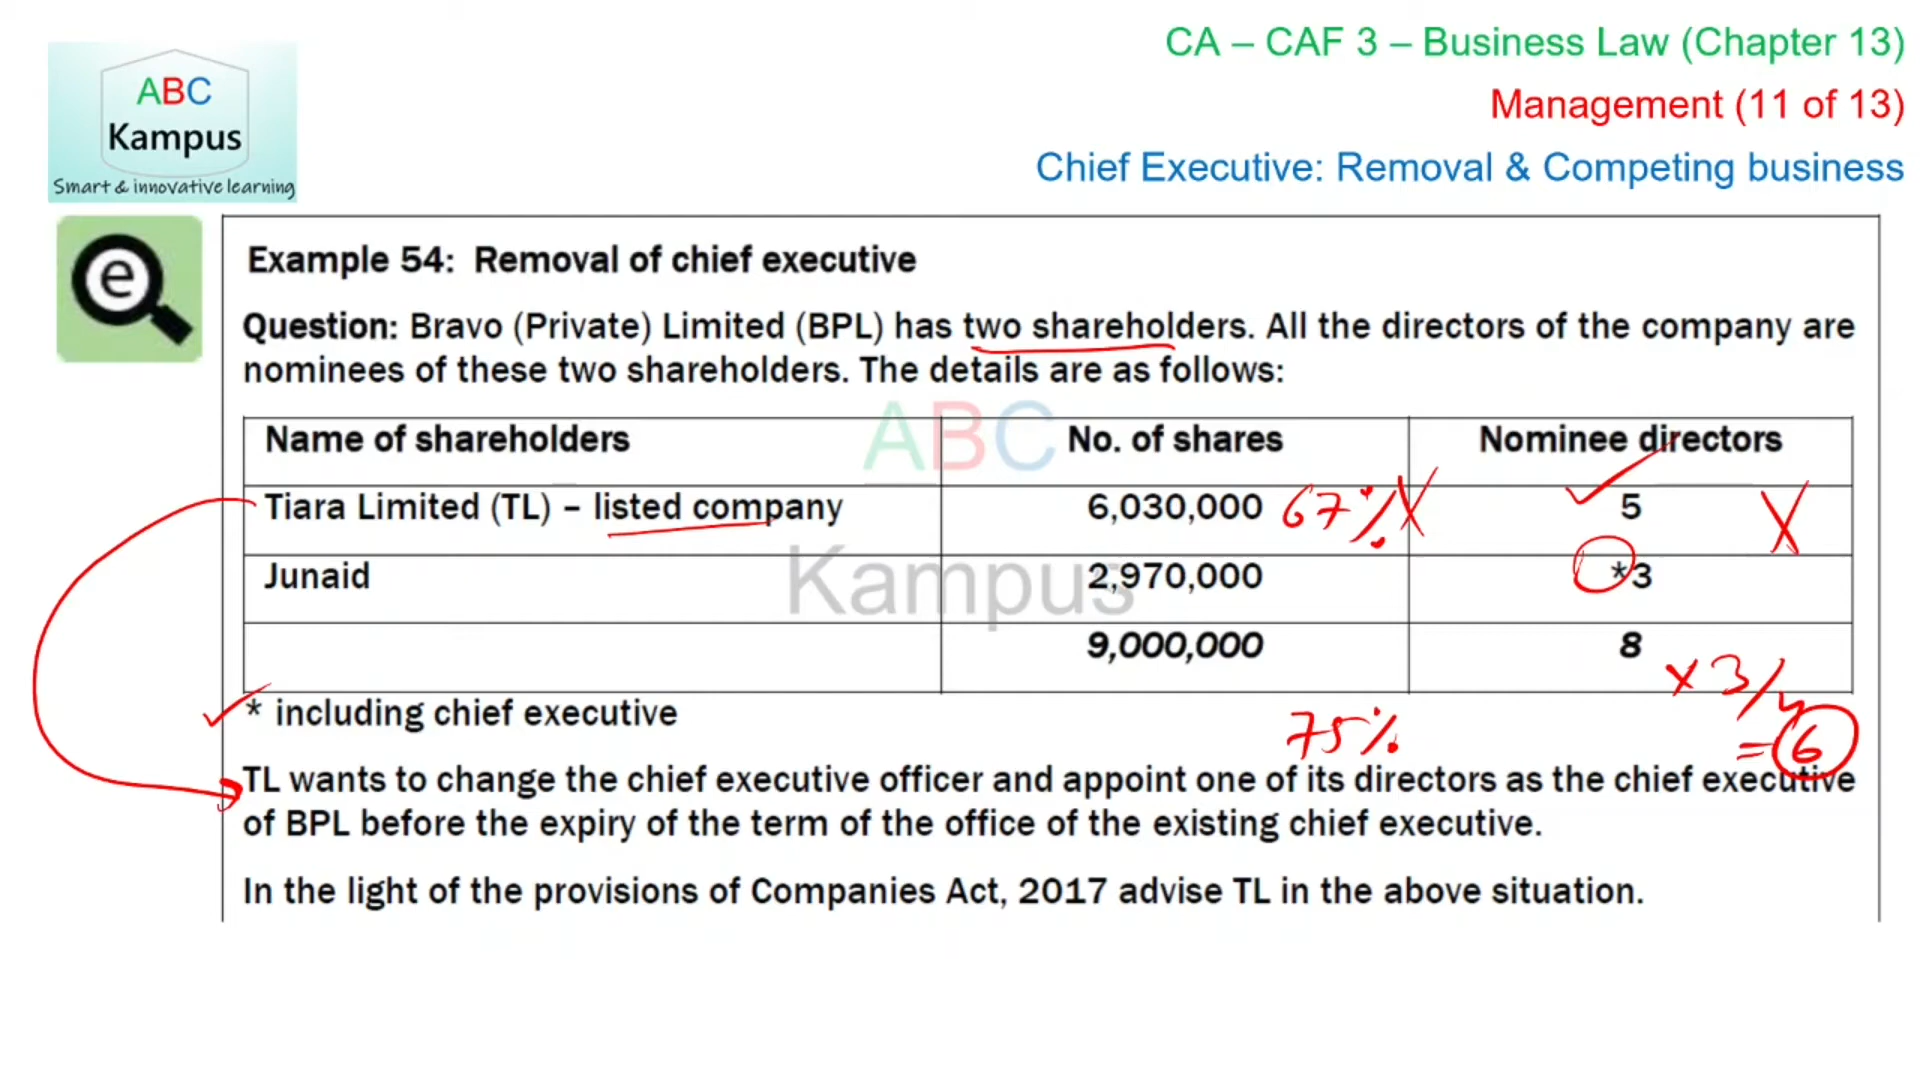 ABC
Kampus
Smart & innovative learning
CA – CAF 3 – Business Law (Chapter 13)
Management (11 of 13)
Chief Executive: Removal & Competing business
e
Example 54: Removal of chief executive
Question: Bravo (Private) Limited (BPL) has two shareholders. All the directors of the company are
nominees of these two shareholders. The details are as follows:
ABC
Kampus
Name of shareholders No. of shares Nominee directors
Tiara Limited (TL) – listed company 6,030,000 67% X 5 X
Junaid 2,970,000 *3
9,000,000 8
x 3/4
= 6
* including chief executive
75%
TL wants to change the chief executive officer and appoint one of its directors as the chief executive
of BPL before the expiry of the term of the office of the existing chief executive.
In the light of the provisions of Companies Act, 2017 advise TL in the above situation.